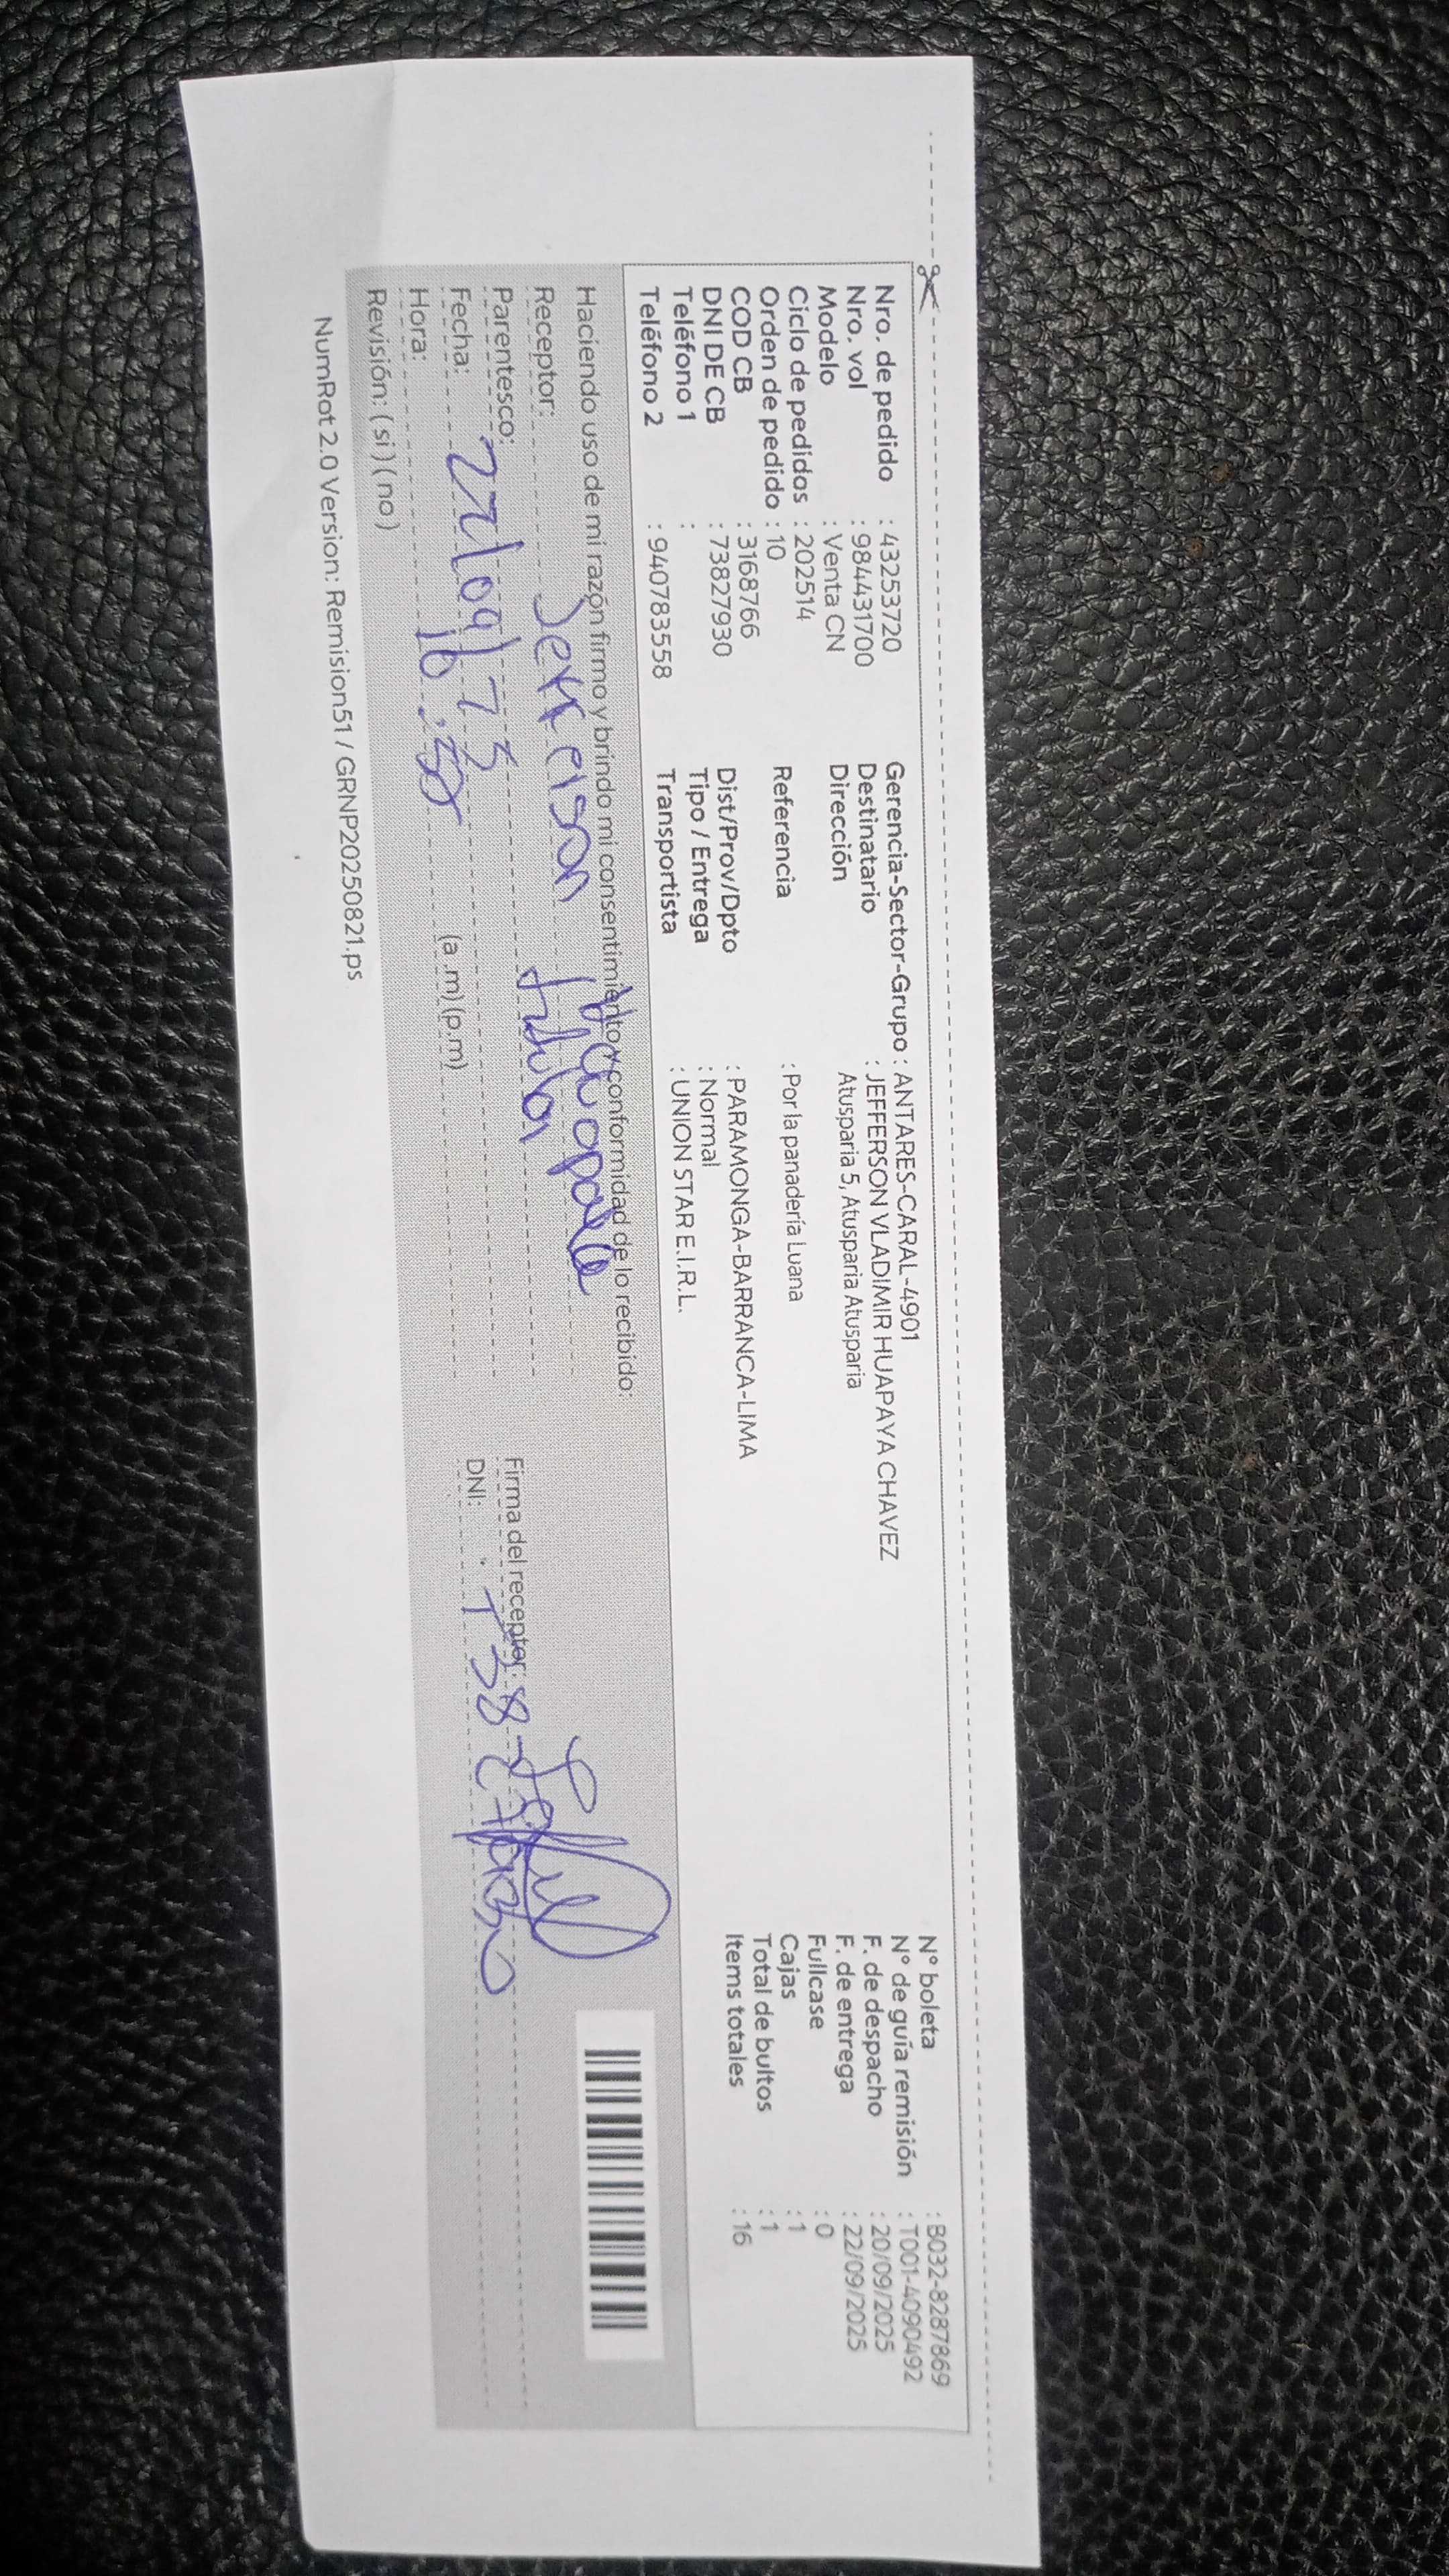 Nro. de pedido : 43253720
Nro. vol : 984431700
Modelo : Venta CN
Ciclo de pedidos : 202514
Orden de pedido : 10
COD CB : 3168766
DNI DE CB : 73827930
Teléfono 1 :
Teléfono 2 : 940783558
Gerencia-Sector-Grupo : ANTARES-CARAL-4901
Destinatario : JEFFERSON VLADIMIR HUAPAYA CHAVEZ
Dirección Atusparia 5, Atusparia Atusparia
Referencia : Por la panadería Luana
Dist/Prov/Dpto : PARAMONGA-BARRANCA-LIMA
Tipo / Entrega : Normal
Transportista : UNION STAR E.I.R.L.
N° boleta : B032-8287869
N° de guía remisión : T001-4090492
F. de despacho : 20/09/2025
F. de entrega : 22/09/2025
Fullcase : 0
Cajas : 1
Total de bultos : 1
Items totales : 16
Haciendo uso de mi razón firmo y brindo mi consentimiento y conformidad de lo recibido:
Receptor:
Parentesco: titular
Fecha:
Hora: (a.m) (p.m)
Revisión: ( si ) ( no )
Firma del receptor:
DNI: 73827930
NumRot 2.0 Version: Remision51 / GRNP20250821.ps